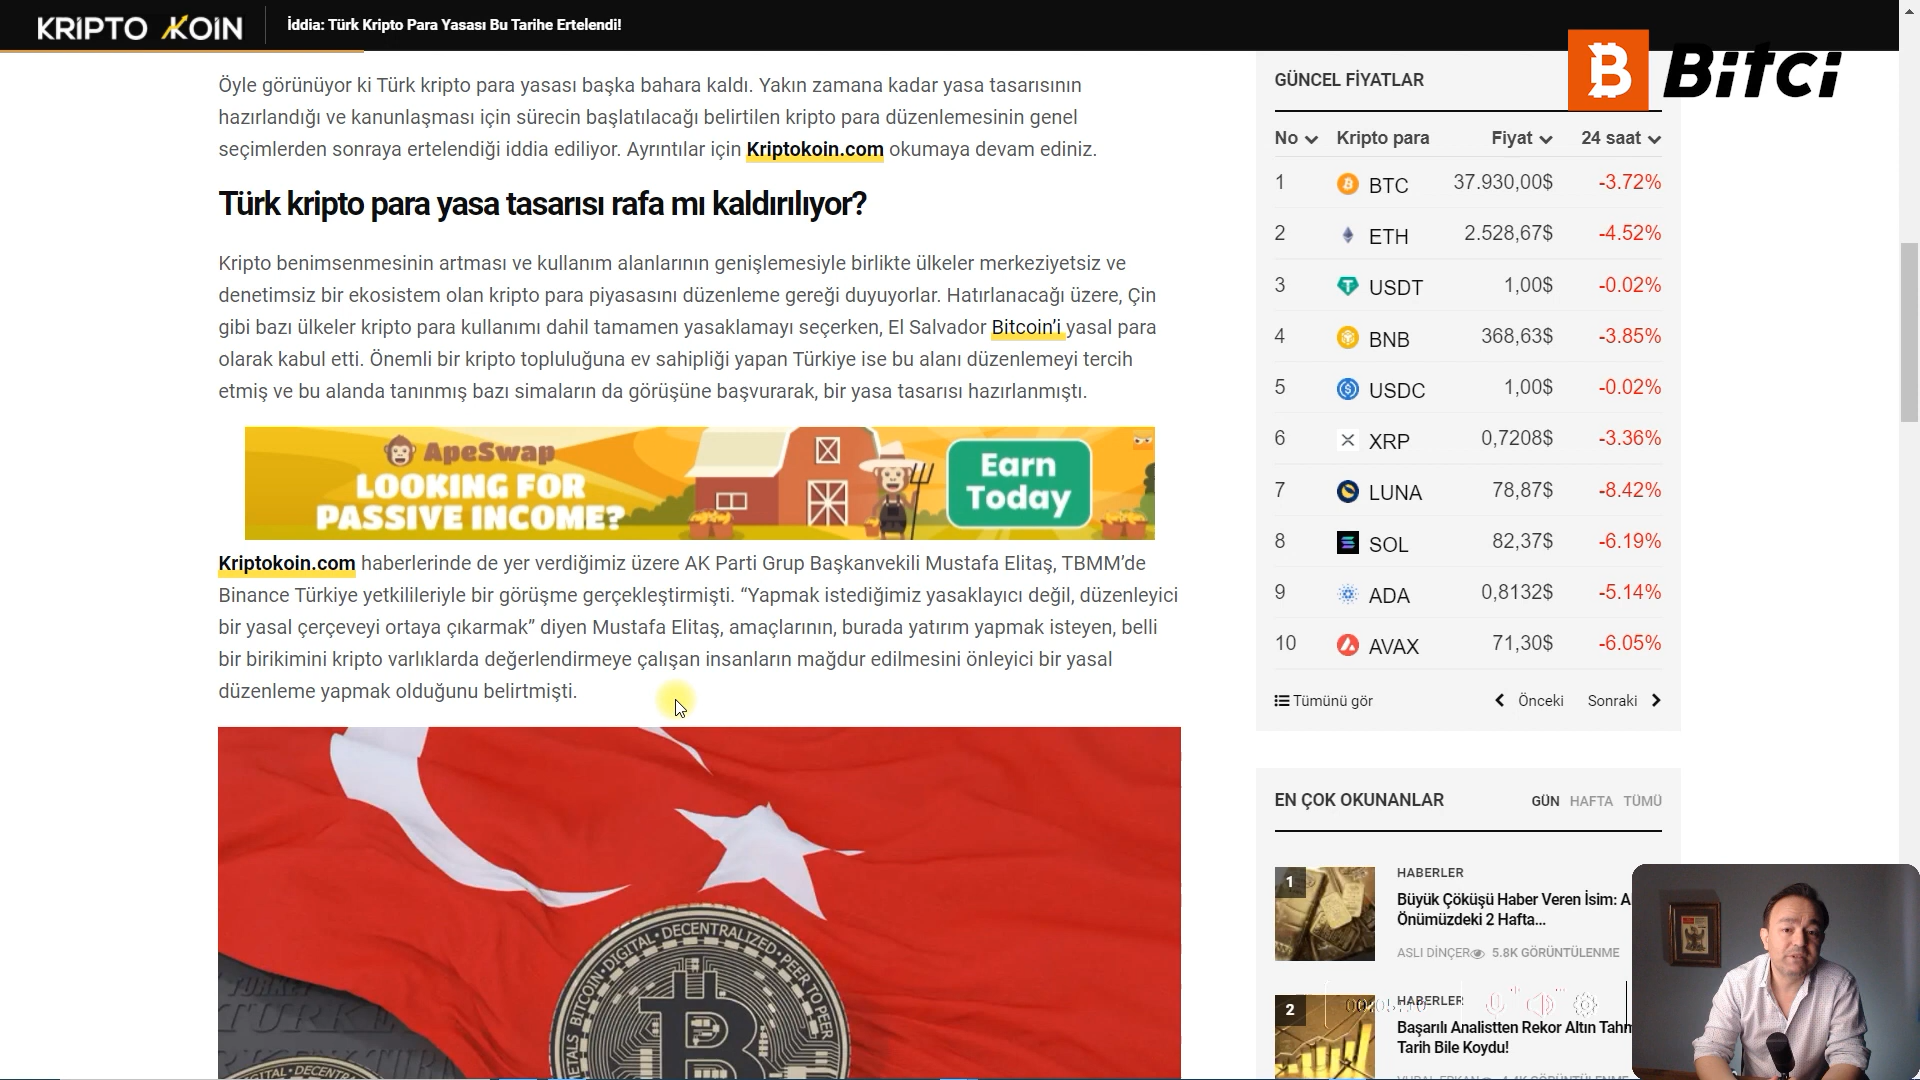 KRIPTO KOIN
İddia: Türk Kripto Para Yasası Bu Tarihe Ertelendi!
Bitci
Öyle görünüyor ki Türk kripto para yasası başka bahara kaldı. Yakın zamana kadar yasa tasarısının
hazırlandığı ve kanunlaşması için sürecin başlatılacağı belirtilen kripto para düzenlemesinin genel
seçimlerden sonraya ertelendiği iddia ediliyor. Ayrıntılar için Kriptokoin.com okumaya devam ediniz.
Türk kripto para yasa tasarısı rafa mı kaldırılıyor?
Kripto benimsenmesinin artması ve kullanım alanlarının genişlemesiyle birlikte ülkeler merkeziyetsiz ve
denetimsiz bir ekosistem olan kripto para piyasasını düzenleme gereği duyuyorlar. Hatırlanacağı üzere, Çin
gibi bazı ülkeler kripto para kullanımı dahil tamamen yasaklamayı seçerken, El Salvador Bitcoin’i yasal para
olarak kabul etti. Önemli bir kripto topluluğuna ev sahipliği yapan Türkiye ise bu alanı düzenlemeyi tercih
etmiş ve bu alanda tanınmış bazı simaların da görüşüne başvurarak, bir yasa tasarısı hazırlanmıştı.
ApeSwap
LOOKING FOR
PASSIVE INCOME?
Earn
Today
Kriptokoin.com haberlerinde de yer verdiğimiz üzere AK Parti Grup Başkanvekili Mustafa Elitaş, TBMM’de
Binance Türkiye yetkilileriyle bir görüşme gerçekleştirmişti. “Yapmak istediğimiz yasaklayıcı değil, düzenleyici
bir yasal çerçeveyi ortaya çıkarmak” diyen Mustafa Elitaş, amaçlarının, burada yatırım yapmak isteyen, belli
bir birikimini kripto varlıklarda değerlendirmeye çalışan insanların mağdur edilmesini önleyici bir yasal
düzenleme yapmak olduğunu belirtmişti.
BITCOIN • DIGITAL • DECENTRALIZED • PEER TO PEER
GÜNCEL FİYATLAR
No Kripto para Fiyat 24 saat
1 BTC 37.930,00$ -3.72%
2 ETH 2.528,67$ -4.52%
3 USDT 1,00$ -0.02%
4 BNB 368,63$ -3.85%
5 USDC 1,00$ -0.02%
6 XRP 0,7208$ -3.36%
7 LUNA 78,87$ -8.42%
8 SOL 82,37$ -6.19%
9 ADA 0,8132$ -5.14%
10 AVAX 71,30$ -6.05%
Tümünü gör Önceki Sonraki
EN ÇOK OKUNANLAR GÜN HAFTA TÜMÜ
1
HABERLER
Büyük Çöküşü Haber Veren İsim: A
Önümüzdeki 2 Hafta...
ASLI DİNÇER 5.8K GÖRÜNTÜLENME
2
HABERLER
Başarılı Analistten Rekor Altın Tahm
Tarih Bile Koydu!